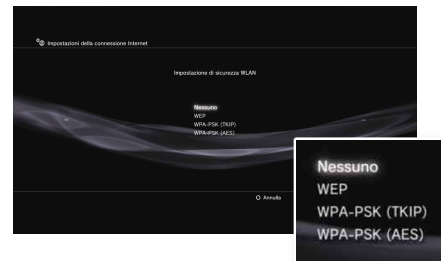 Impostazioni della connessione Internet
Impostazione di sicurezza WLAN
Nessuno
WEP
WPA-PSK (TKIP)
WPA-PSK (AES)
Annulla
Nessuno
WEP
WPA-PSK (TKIP)
WPA-PSK (AES)